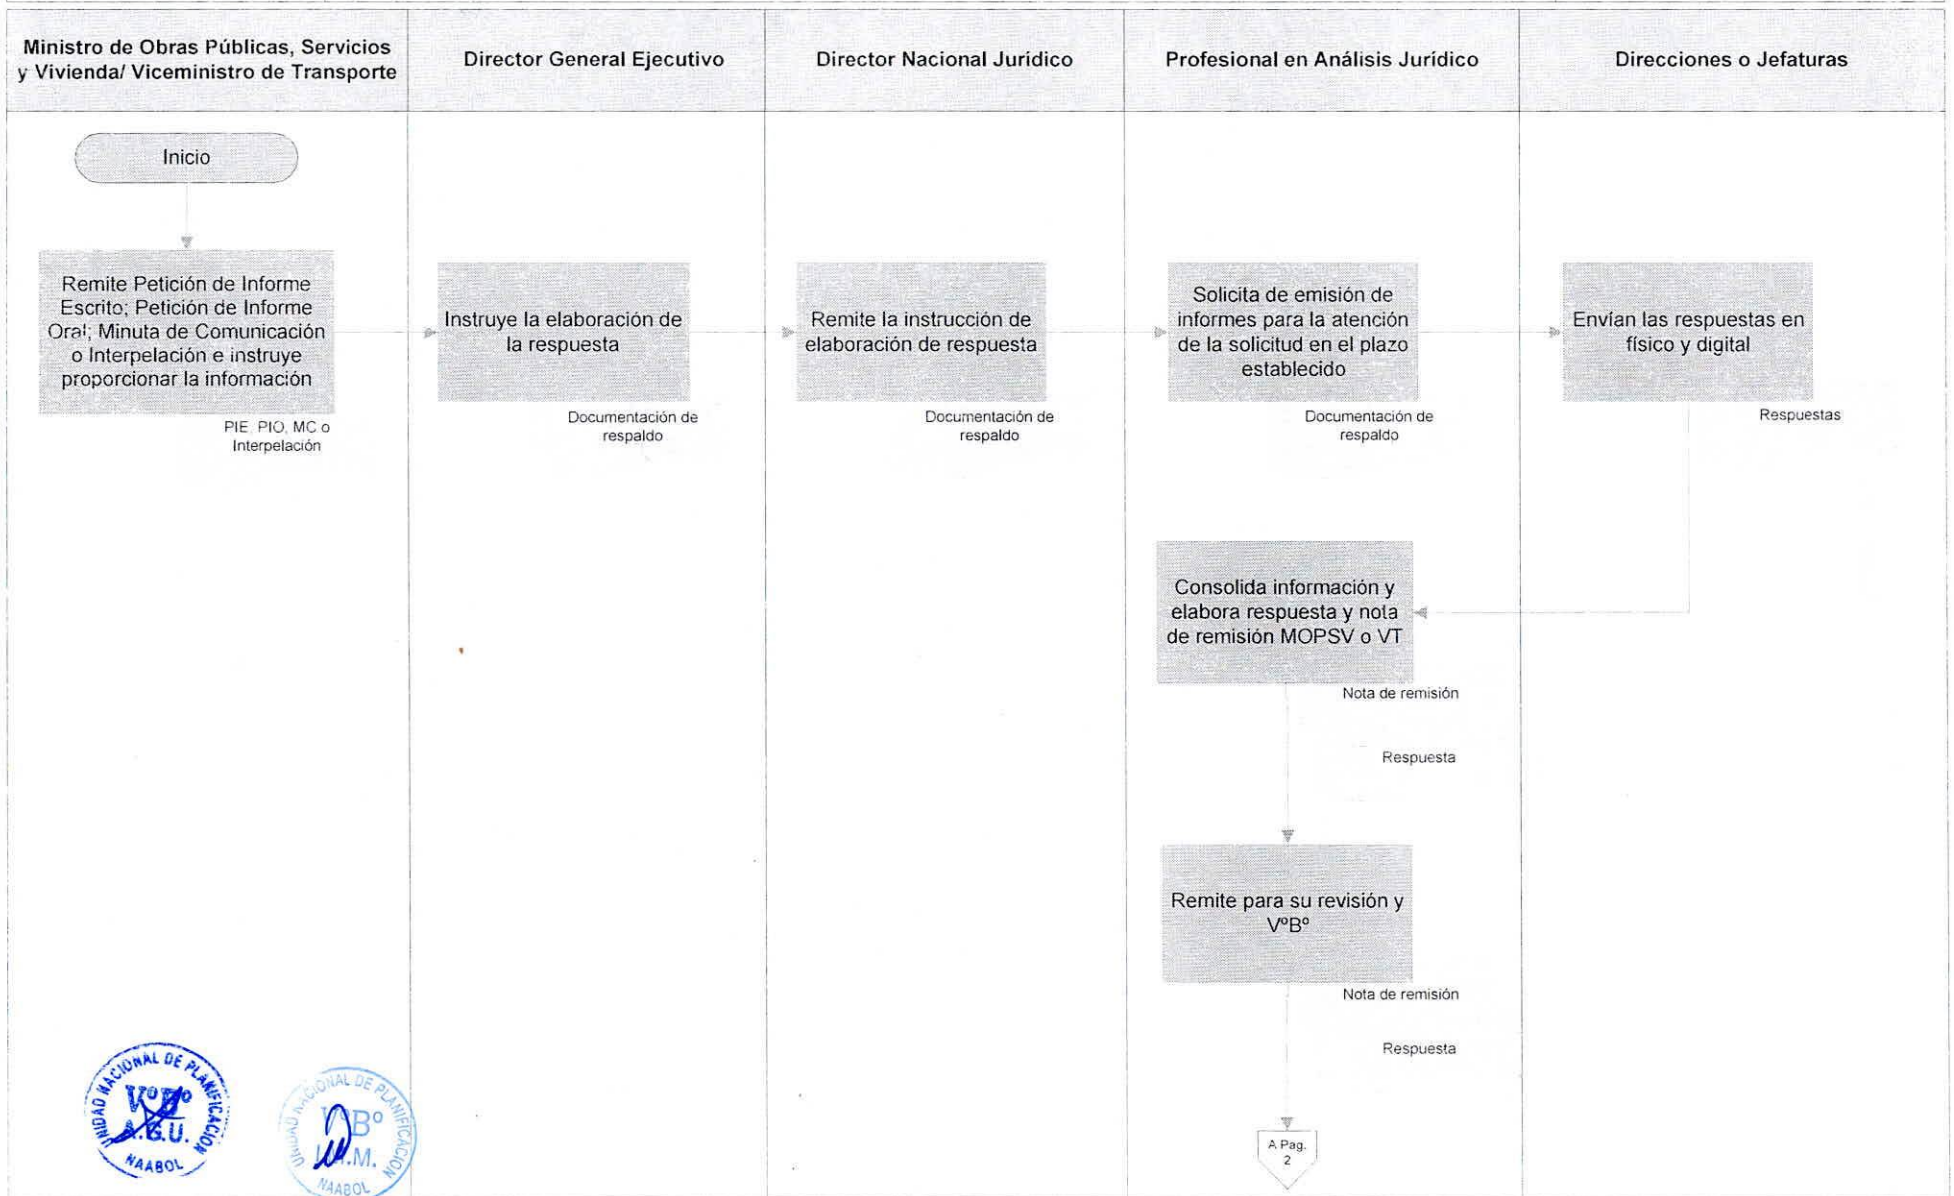 Ministro de Obras Públicas, Servicios
y Vivienda/ Viceministro de Transporte
Director General Ejecutivo
Director Nacional Jurídico
Profesional en Análisis Jurídico
Direcciones o Jefaturas
Inicio
Remite Petición de Informe
Escrito; Petición de Informe
Oral; Minuta de Comunicación
o Interpelación e instruye
proporcionar la información
PIE, PIO, MC o
Interpelación
Instruye la elaboración de
la respuesta
Documentación de
respaldo
Remite la instrucción de
elaboración de respuesta
Documentación de
respaldo
Solicita de emisión de
informes para la atención
de la solicitud en el plazo
establecido
Documentación de
respaldo
Envían las respuestas en
físico y digital
Respuestas
Consolida información y
elabora respuesta y nota
de remisión MOPSV o VT
Nota de remisión
Respuesta
Remite para su revisión y
VºBº
Nota de remisión
Respuesta
A Pag.
2
UNIDAD NACIONAL DE PLANIFICACION
VºBº
A.G.U.
NAABOL
UNIDAD NACIONAL DE PLANIFICACION
VºBº
NAABOL